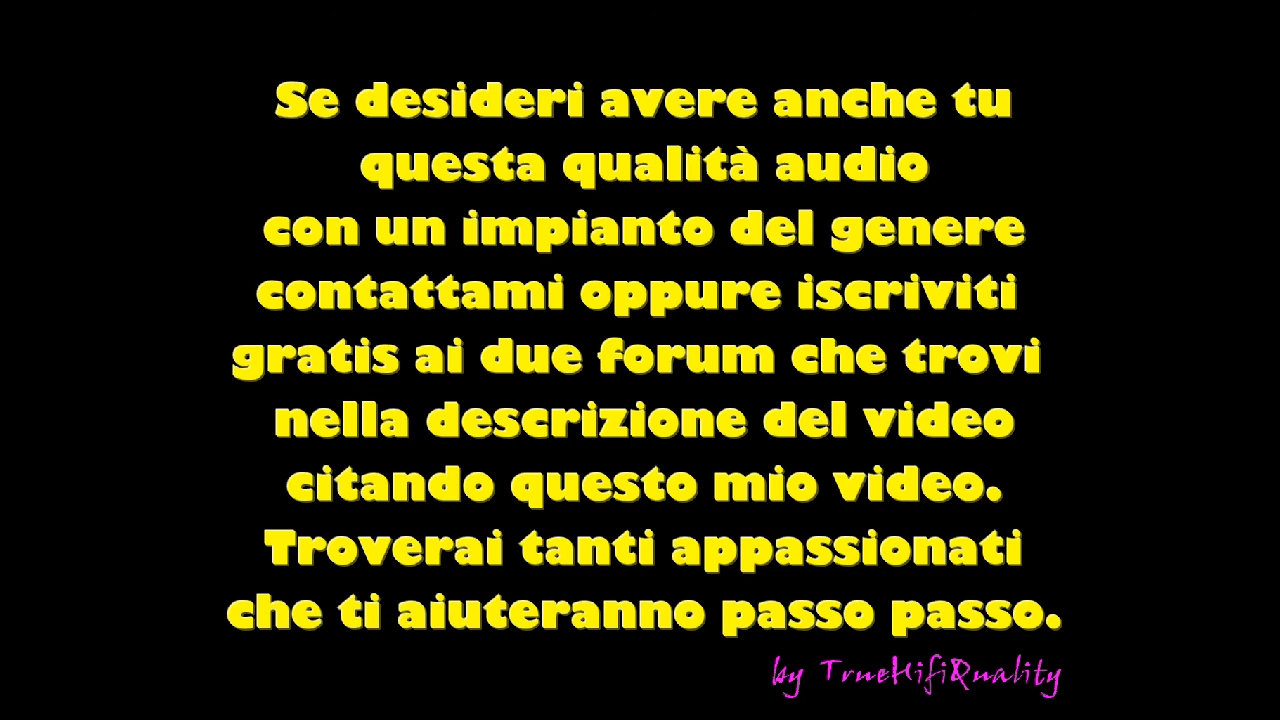 Se desideri avere anche tu
questa qualità audio
con un impianto del genere
contattami oppure iscriviti
gratis ai due forum che trovi
nella descrizione del video
citando questo mio video.
Troverai tanti appassionati
che ti aiuteranno passo passo.
by TrueHifiQuality